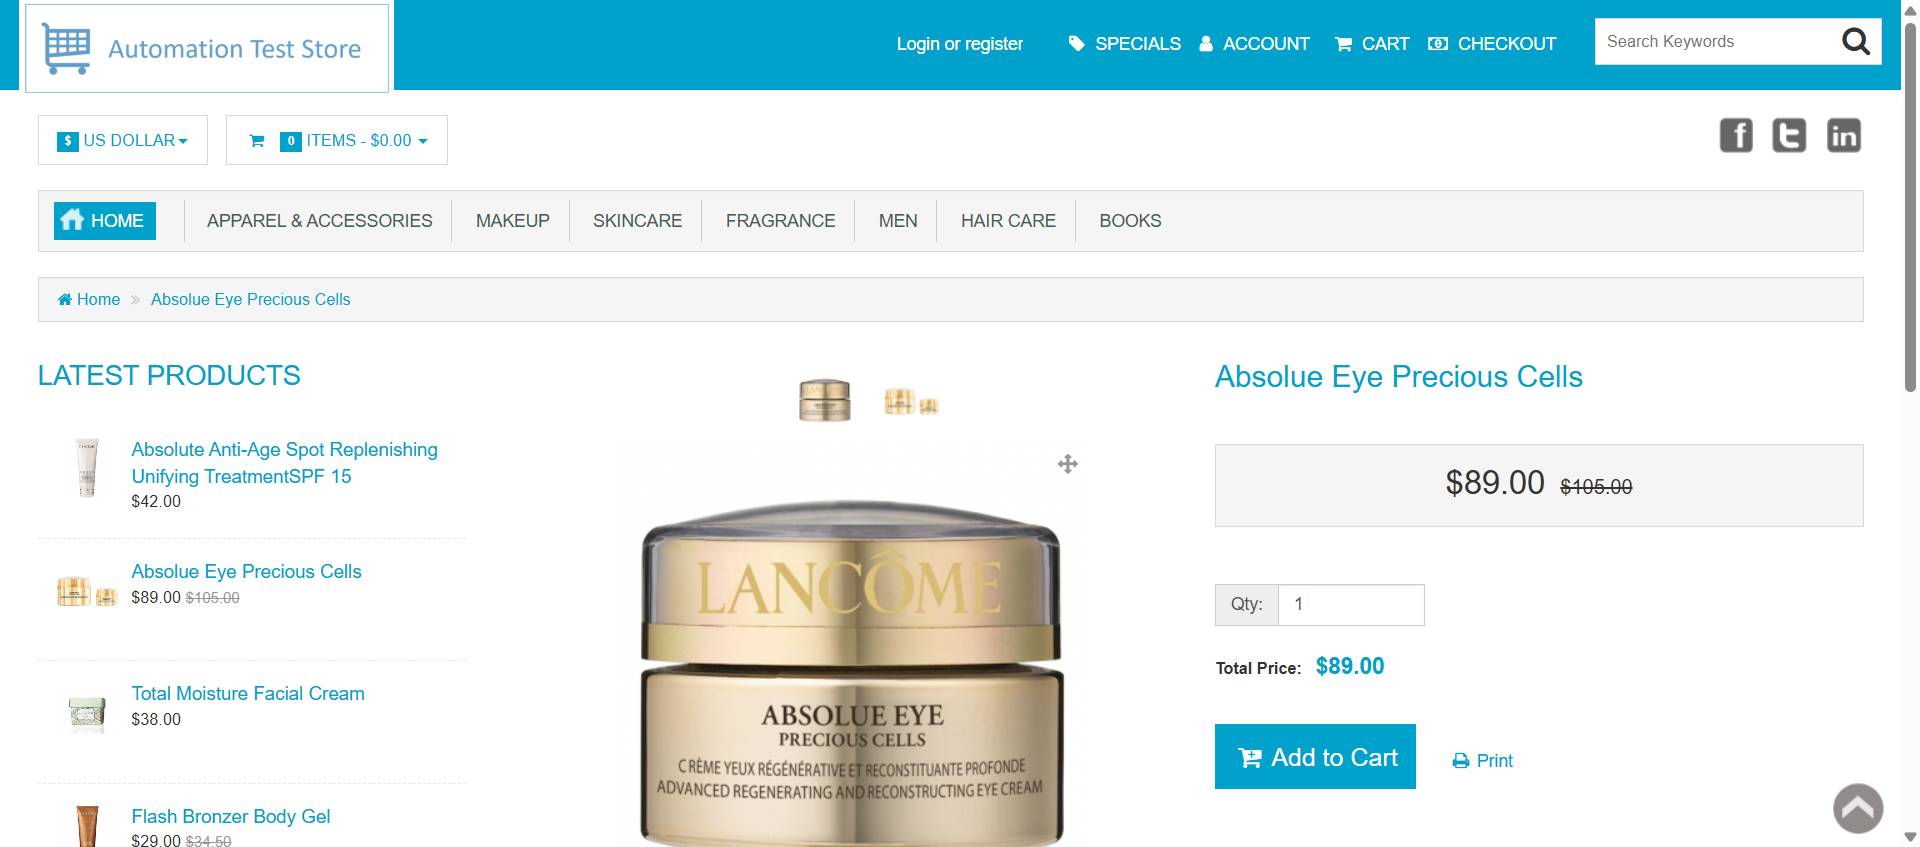 Automation Test Store
Login or register
SPECIALS
ACCOUNT
CART
CHECKOUT
Search Keywords
$ US DOLLAR
0 ITEMS - $0.00
f
t
in
HOME
APPAREL & ACCESSORIES
MAKEUP
SKINCARE
FRAGRANCE
MEN
HAIR CARE
BOOKS
Home » Absolue Eye Precious Cells
LATEST PRODUCTS
Absolute Anti-Age Spot Replenishing
Unifying TreatmentSPF 15
$42.00
Absolue Eye Precious Cells
$89.00 $105.00
Total Moisture Facial Cream
$38.00
Flash Bronzer Body Gel
$29.00 $34.50
LANCÔME
ABSOLUE EYE
PRECIOUS CELLS
CRÈME YEUX RÉGÉNÉRATIVE ET RECONSTITUANTE PROFONDE
ADVANCED REGENERATING AND RECONSTRUCTING EYE CREAM
Absolue Eye Precious Cells
$89.00 $105.00
Qty: 1
Total Price: $89.00
Add to Cart
Print